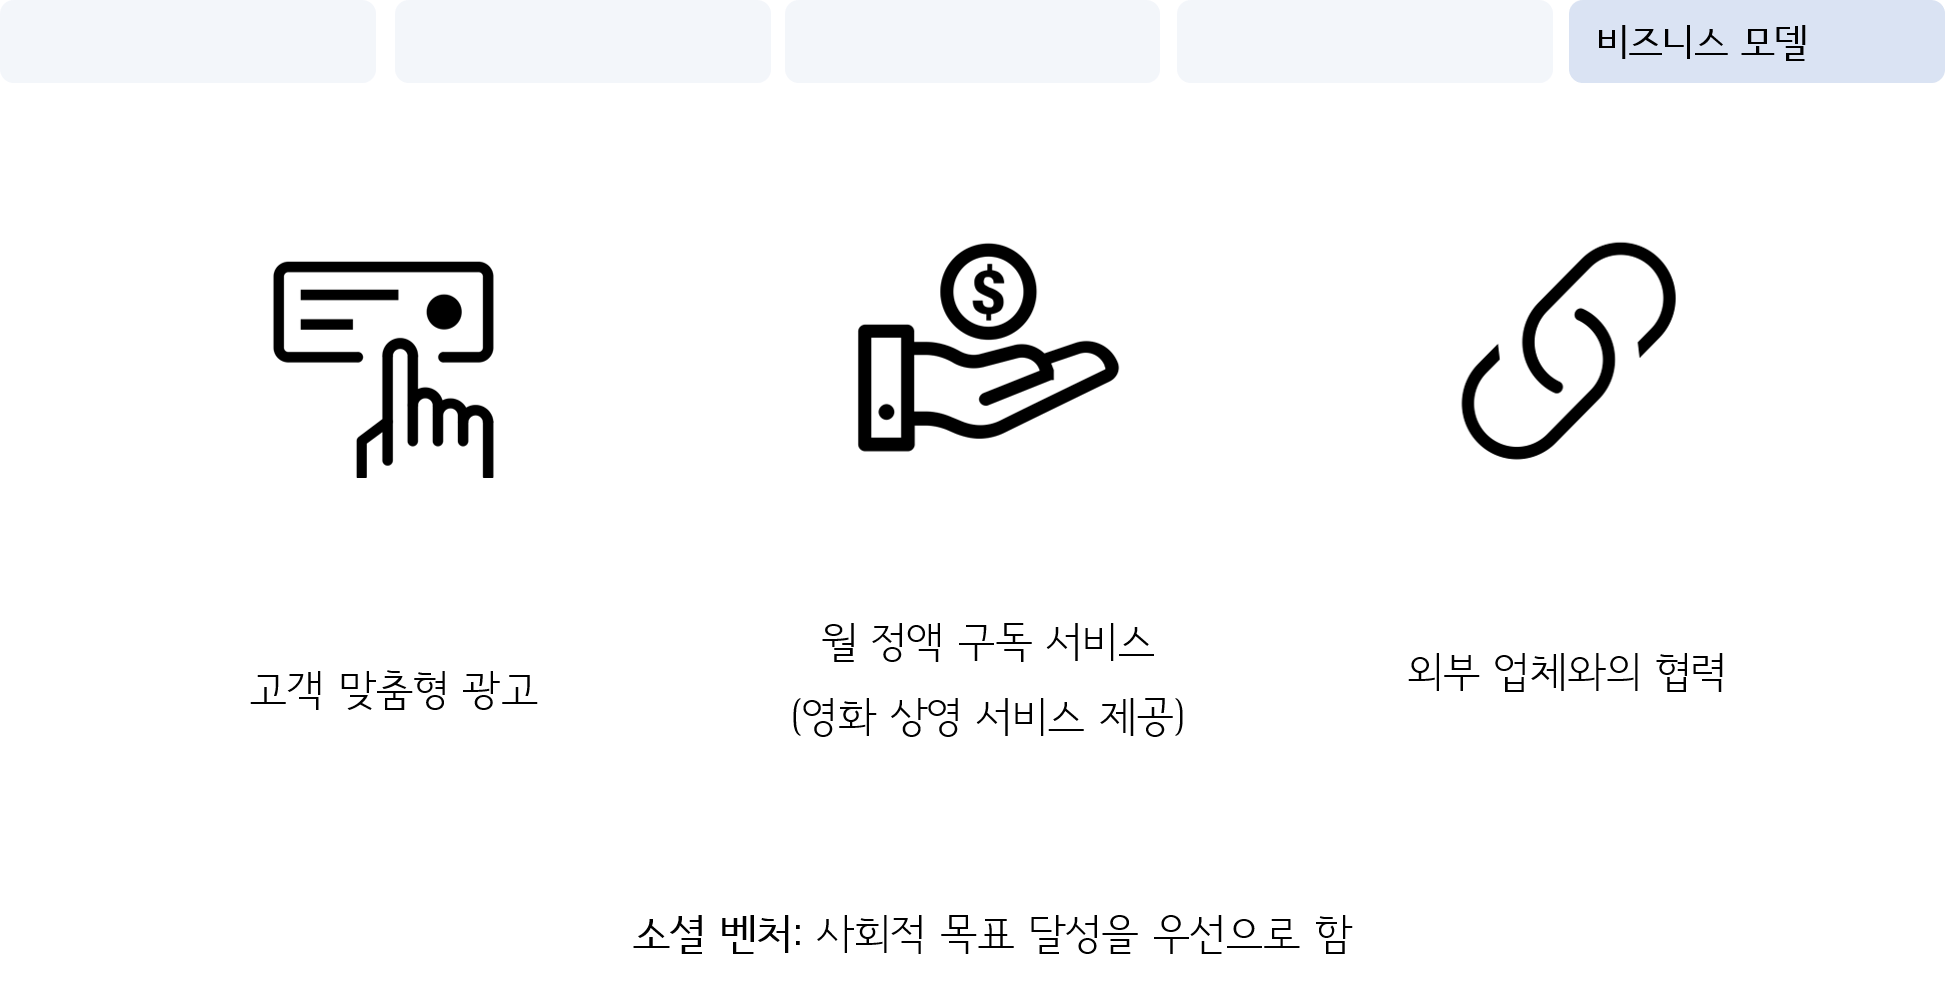 비즈니스 모델
$
고객 맞춤형 광고
월 정액 구독 서비스
(영화 상영 서비스 제공)
외부 업체와의 협력
소셜 벤처: 사회적 목표 달성을 우선으로 함